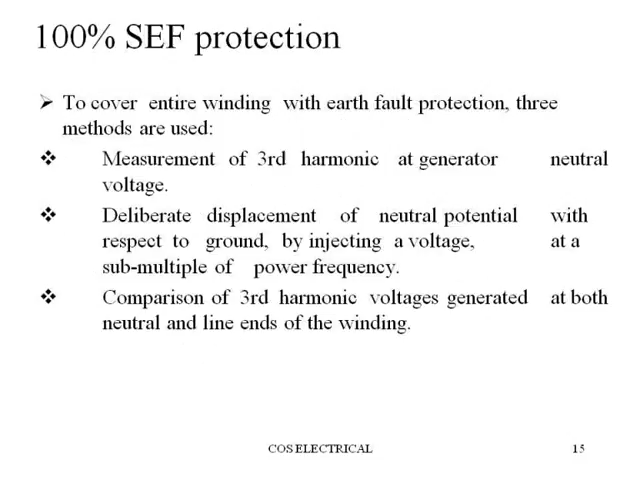 100% SEF protection
➢ To cover entire winding with earth fault protection, three
methods are used:
❖ Measurement of 3rd harmonic at generator neutral
voltage.
❖ Deliberate displacement of neutral potential with
respect to ground, by injecting a voltage, at a
sub-multiple of power frequency.
❖ Comparison of 3rd harmonic voltages generated at both
neutral and line ends of the winding.
COS ELECTRICAL 15